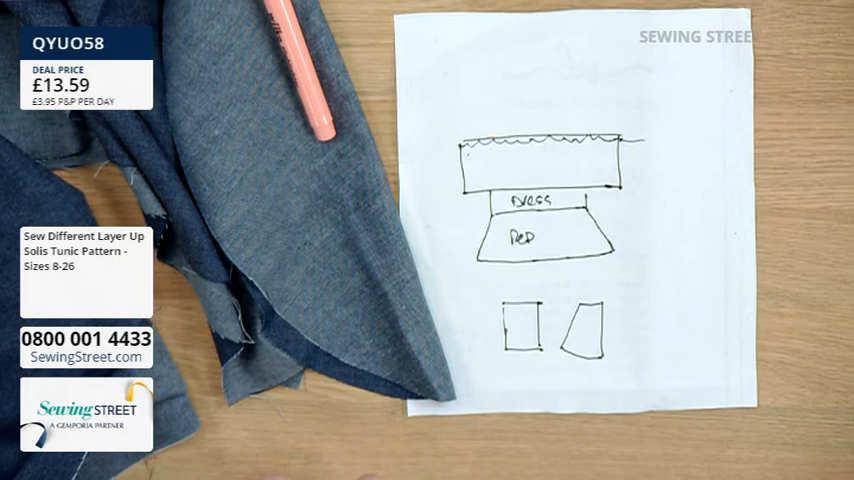 QYUO58
DEAL PRICE
£13.59
£3.95 P&P PER DAY
SEWING STREET
Dress
Pep
Sew Different Layer Up
Solis Tunic Pattern -
Sizes 8-26
0800 001 4433
SewingStreet.com
Sewing STREET
A GEMPORIA PARTNER